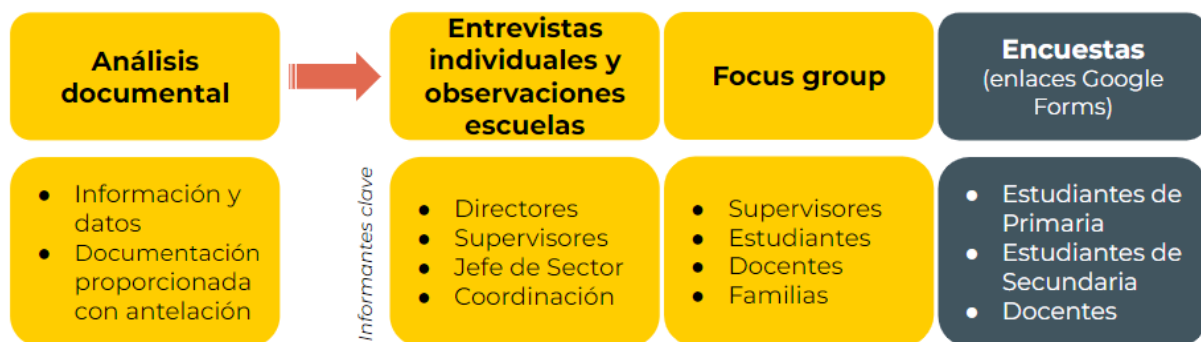 Análisis
documental
Entrevistas
individuales y
observaciones
escuelas
Focus group
Encuestas
(enlaces Google
Forms)
● Información y
datos
● Documentación
proporcionada
con antelación
Informantes clave
● Directores
● Supervisores
● Jefe de Sector
● Coordinación
● Supervisores
● Estudiantes
● Docentes
● Familias
● Estudiantes de
Primaria
● Estudiantes de
Secundaria
● Docentes